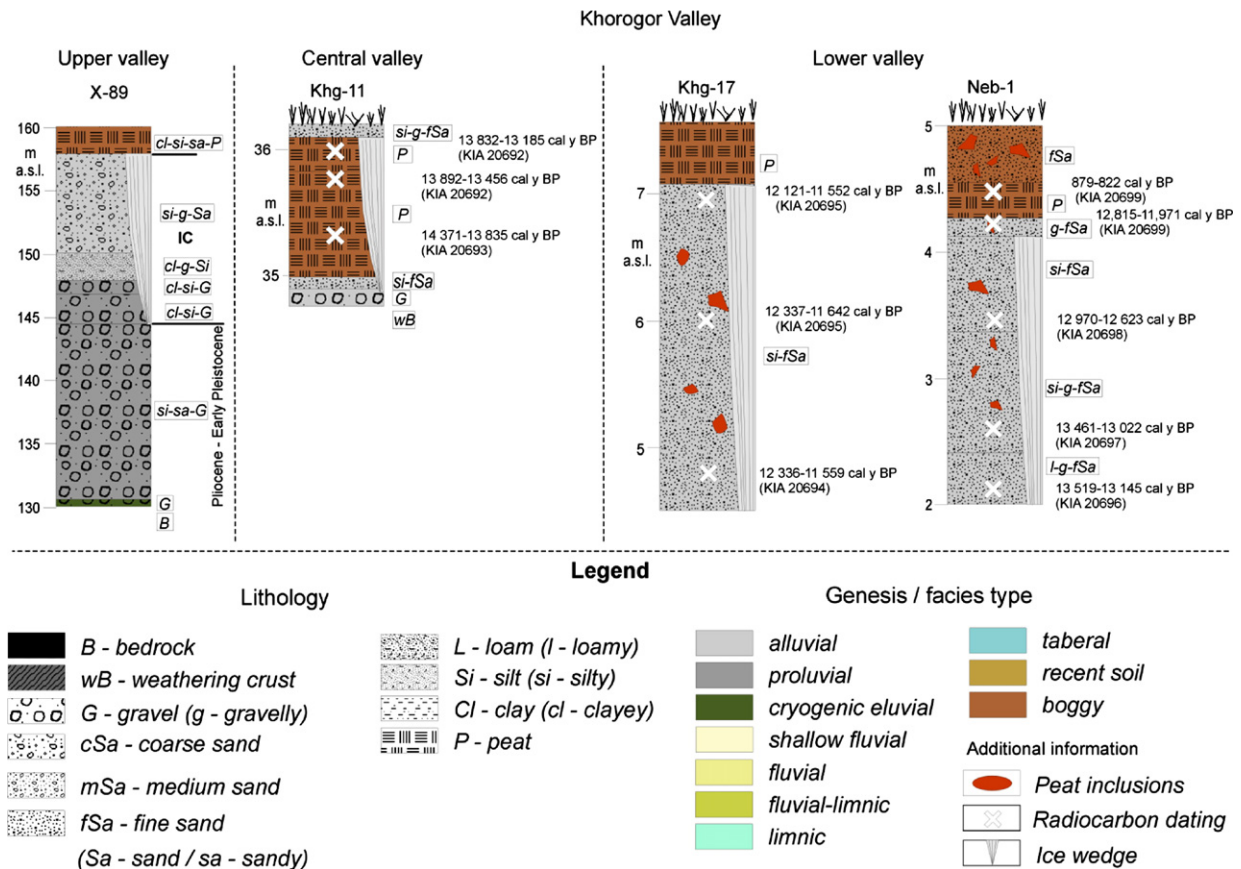 Khorogor Valley
Upper valley
Central valley
Lower valley
X-89
160
m
a.s.l.
155
150
145
140
135
130
cl-si-sa-P
si-g-Sa
IC
cl-g-Si
cl-si-G
cl-si-G
si-sa-G
G
B
Pliocene - Early Pleistocene
Khg-11
36
m
a.s.l.
35
si-g-fSa
P
P
si-fSa
G
wB
13 832-13 185 cal y BP
(KIA 20692)
13 892-13 456 cal y BP
(KIA 20692)
14 371-13 835 cal y BP
(KIA 20693)
Khg-17
7
m
a.s.l.
6
5
P
12 121-11 552 cal y BP
(KIA 20695)
12 337-11 642 cal y BP
(KIA 20695)
si-fSa
12 336-11 559 cal y BP
(KIA 20694)
Neb-1
5
m
a.s.l.
4
3
2
fSa
879-822 cal y BP
(KIA 20699)
P
12,815-11,971 cal y BP
(KIA 20699)
g-fSa
si-fSa
12 970-12 623 cal y BP
(KIA 20698)
si-g-fSa
13 461-13 022 cal y BP
(KIA 20697)
l-g-fSa
13 519-13 145 cal y BP
(KIA 20696)
Legend
Lithology
B - bedrock
wB - weathering crust
G - gravel (g - gravelly)
cSa - coarse sand
mSa - medium sand
fSa - fine sand
(Sa - sand / sa - sandy)
L - loam (l - loamy)
Si - silt (si - silty)
Cl - clay (cl - clayey)
P - peat
Genesis / facies type
alluvial
proluvial
cryogenic eluvial
shallow fluvial
fluvial
fluvial-limnic
limnic
taberal
recent soil
boggy
Additional information
Peat inclusions
Radiocarbon dating
Ice wedge